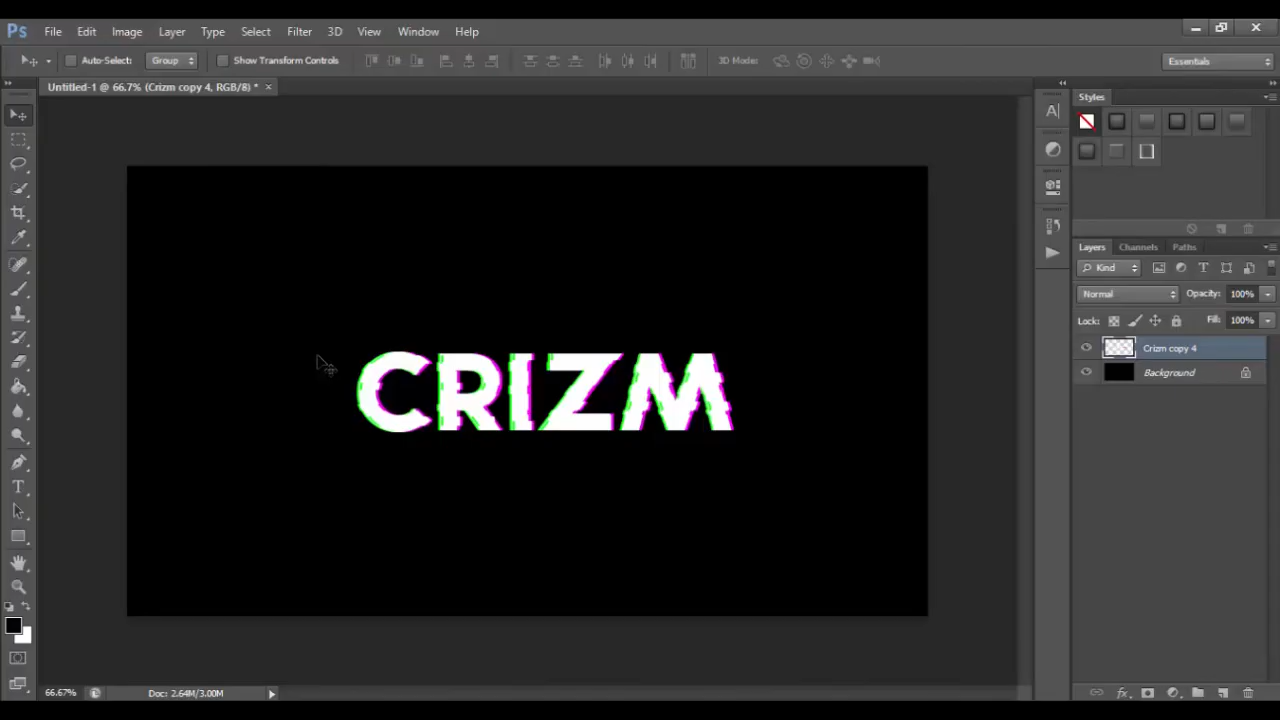 Ps File Edit Image Layer Type Select Filter 3D View Window Help
Auto-Select: Group Show Transform Controls 3D Mode: Essentials
Untitled-1 @ 66.7% (Crizm copy 4, RGB/8) * ×
Styles
Layers Channels Paths
Kind
Normal Opacity: 100%
Lock: Fill: 100%
Crizm copy 4
Background
CRIZM
66.67% Doc: 2.64M/3.00M